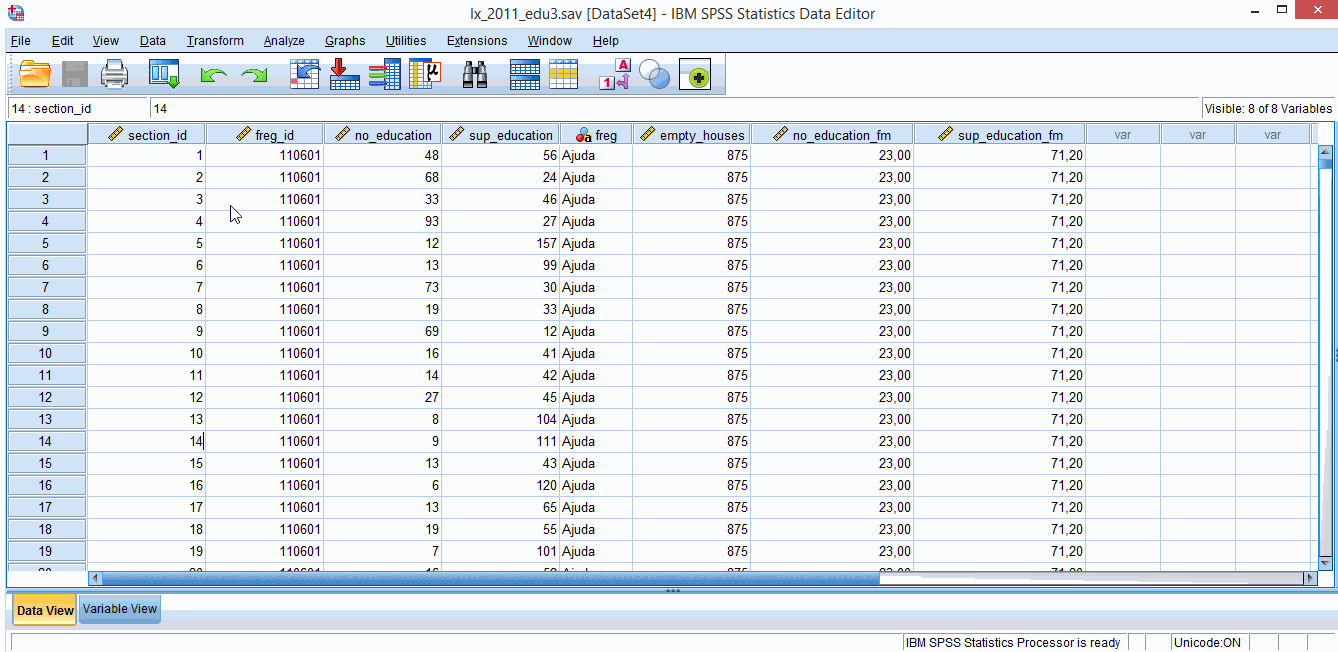 lx_2011_edu3.sav [DataSet4] - IBM SPSS Statistics Data Editor
File Edit View Data Transform Analyze Graphs Utilities Extensions Window Help
14 : section_id 14 Visible: 8 of 8 Variables
section_id freg_id no_education sup_education freg empty_houses no_education_fm sup_education_fm var var var
1 1 110601 48 56 Ajuda 875 23,00 71,20
2 2 110601 68 24 Ajuda 875 23,00 71,20
3 3 110601 33 46 Ajuda 875 23,00 71,20
4 4 110601 93 27 Ajuda 875 23,00 71,20
5 5 110601 12 157 Ajuda 875 23,00 71,20
6 6 110601 13 99 Ajuda 875 23,00 71,20
7 7 110601 73 30 Ajuda 875 23,00 71,20
8 8 110601 19 33 Ajuda 875 23,00 71,20
9 9 110601 69 12 Ajuda 875 23,00 71,20
10 10 110601 16 41 Ajuda 875 23,00 71,20
11 11 110601 14 42 Ajuda 875 23,00 71,20
12 12 110601 27 45 Ajuda 875 23,00 71,20
13 13 110601 8 104 Ajuda 875 23,00 71,20
14 14 110601 9 111 Ajuda 875 23,00 71,20
15 15 110601 13 43 Ajuda 875 23,00 71,20
16 16 110601 6 120 Ajuda 875 23,00 71,20
17 17 110601 13 65 Ajuda 875 23,00 71,20
18 18 110601 19 55 Ajuda 875 23,00 71,20
19 19 110601 7 101 Ajuda 875 23,00 71,20
Data View Variable View
IBM SPSS Statistics Processor is ready Unicode:ON